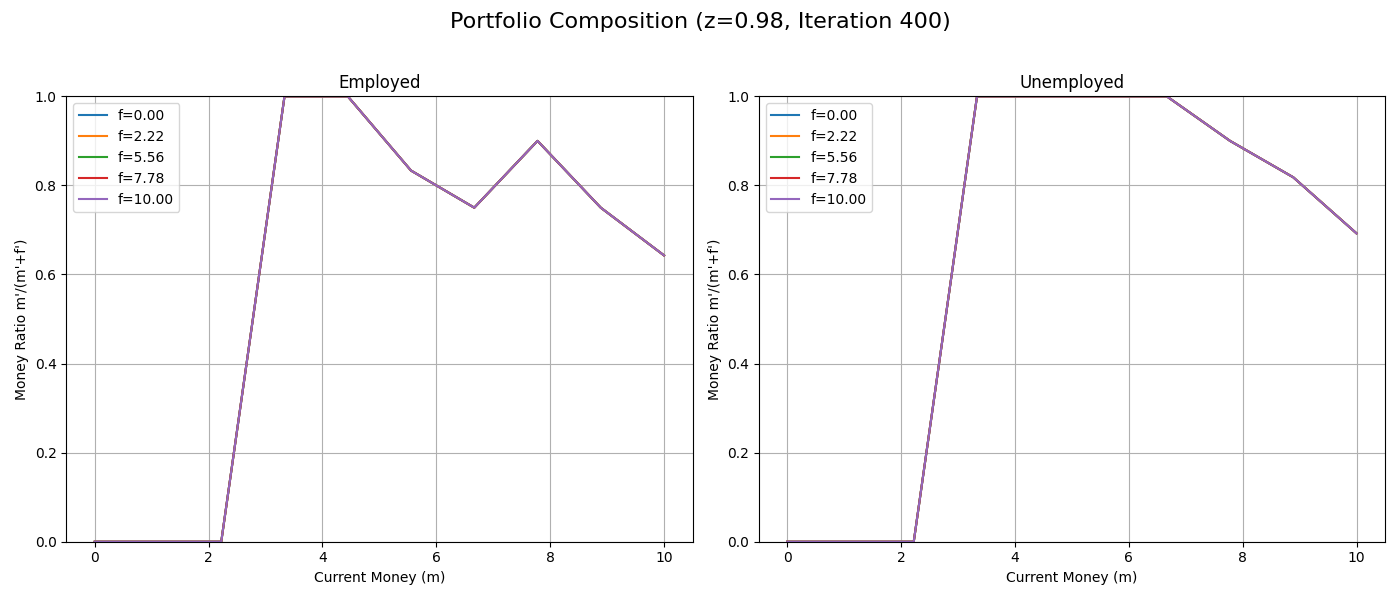 Portfolio Composition (z=0.98, Iteration 400)
Employed
Money Ratio m'/(m'+f')
1.0
0.8
0.6
0.4
0.2
0.0
f=0.00
f=2.22
f=5.56
f=7.78
f=10.00
0 2 4 6 8 10
Current Money (m)
Unemployed
Money Ratio m'/(m'+f')
1.0
0.8
0.6
0.4
0.2
0.0
f=0.00
f=2.22
f=5.56
f=7.78
f=10.00
0 2 4 6 8 10
Current Money (m)